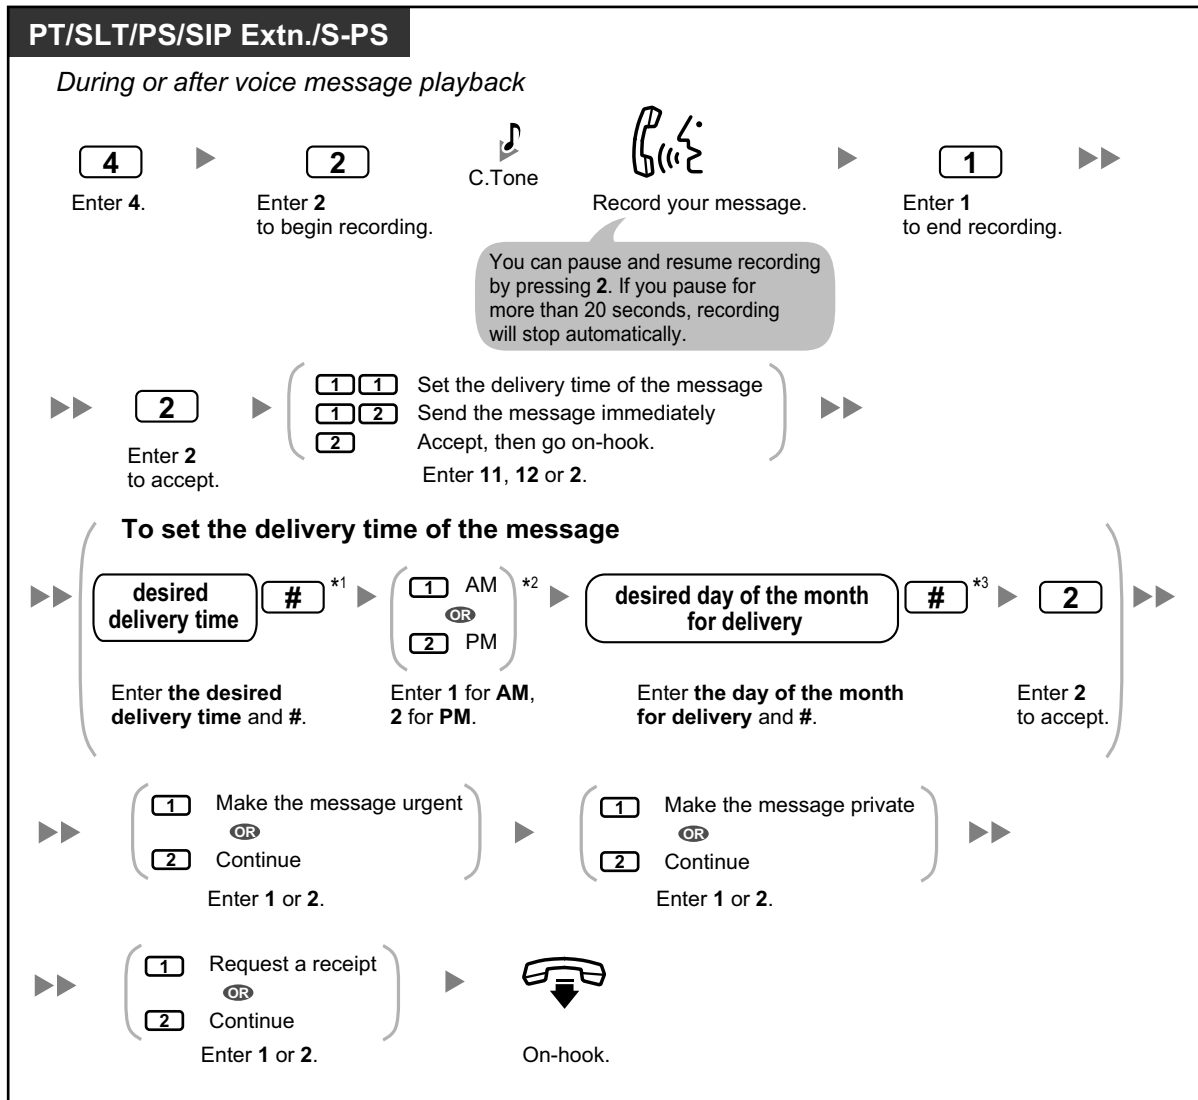 PT/SLT/PS/SIP Extn./S-PS
During or after voice message playback
4
Enter 4.
2
Enter 2
to begin recording.
C.Tone
Record your message.
1
Enter 1
to end recording.
You can pause and resume recording
by pressing 2. If you pause for
more than 20 seconds, recording
will stop automatically.
2
Enter 2
to accept.
1 1 Set the delivery time of the message
1 2 Send the message immediately
2 Accept, then go on-hook.
Enter 11, 12 or 2.
To set the delivery time of the message
desired
delivery time
# *1
Enter the desired
delivery time and #.
1 AM *2
OR
2 PM
Enter 1 for AM,
2 for PM.
desired day of the month
for delivery
# *3
Enter the day of the month
for delivery and #.
2
Enter 2
to accept.
1 Make the message urgent
OR
2 Continue
Enter 1 or 2.
1 Make the message private
OR
2 Continue
Enter 1 or 2.
1 Request a receipt
OR
2 Continue
Enter 1 or 2.
On-hook.